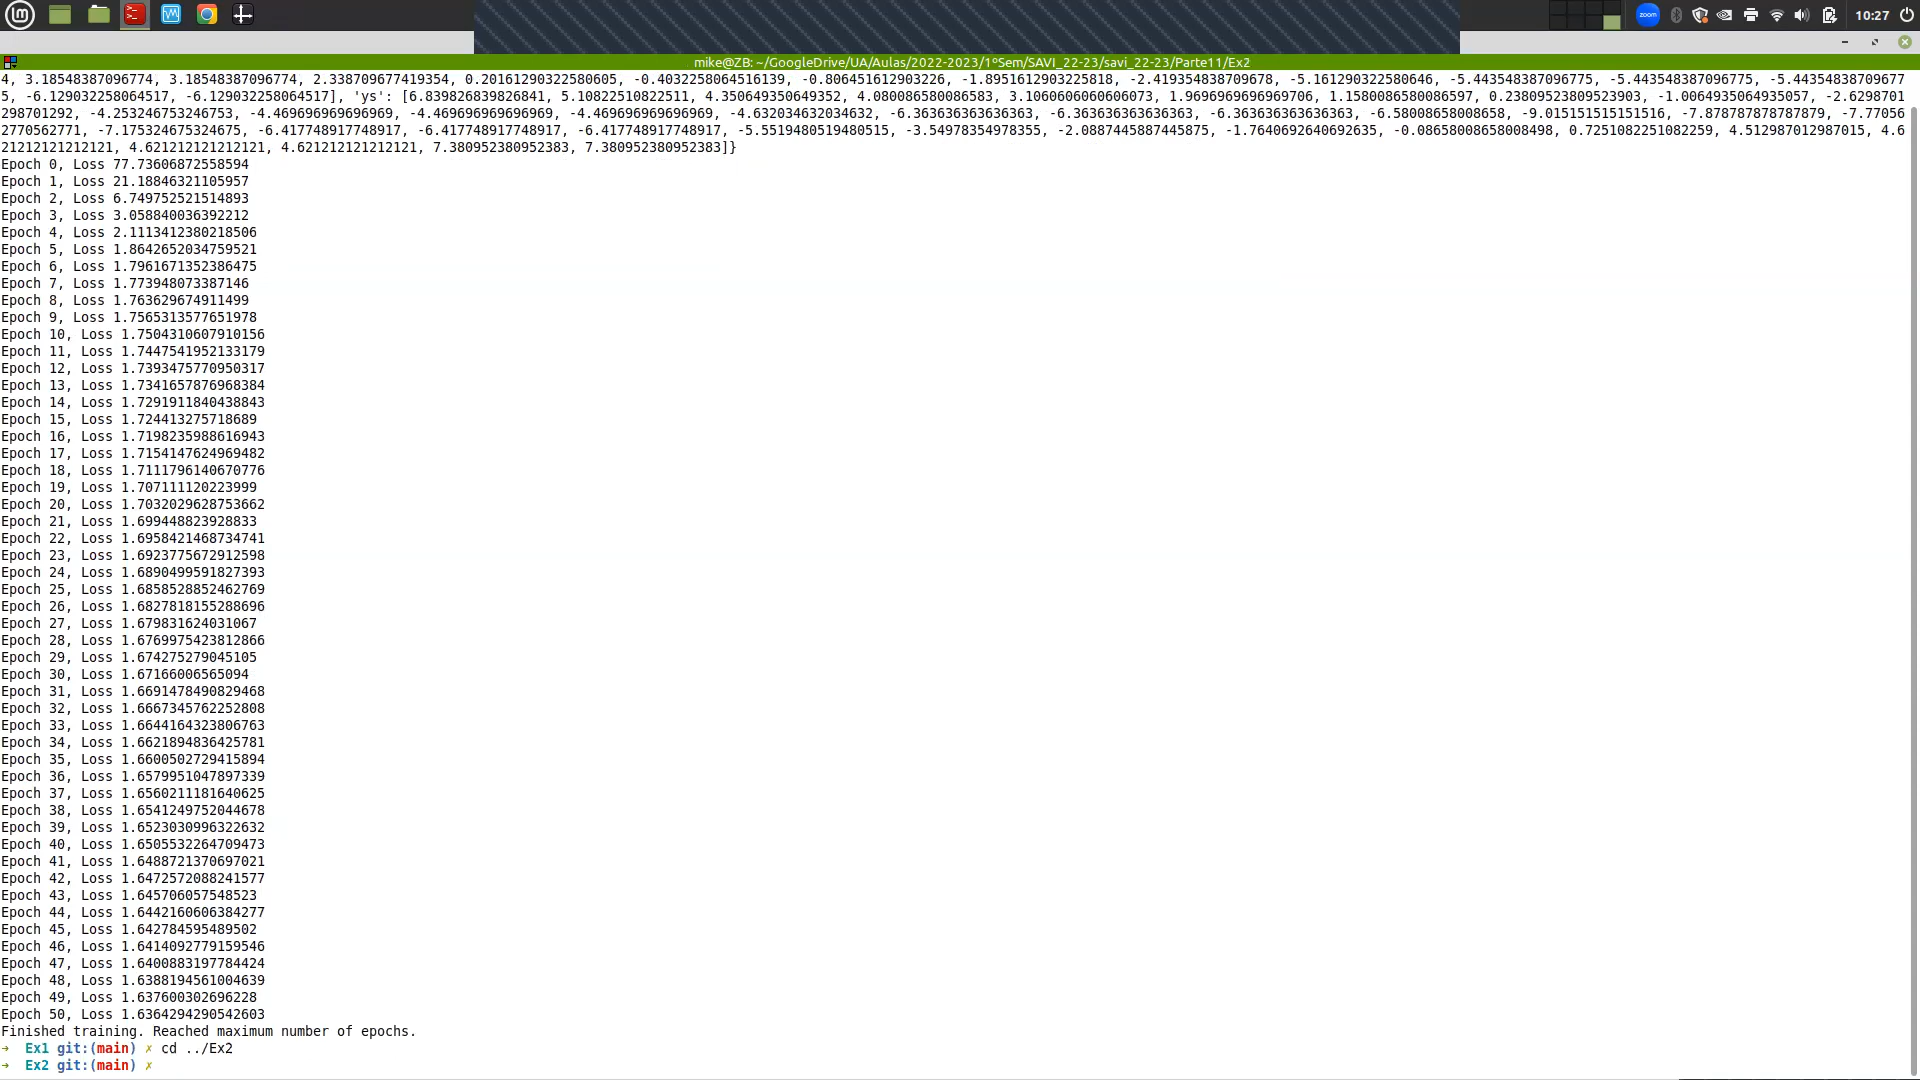 zoom
10:27
mike@ZB: ~/GoogleDrive/UA/Aulas/2022-2023/1ºSem/SAVI_22-23/savi_22-23/Parte11/Ex2
4, 3.18548387096774, 3.18548387096774, 2.338709677419354, 0.20161290322580605, -0.4032258064516139, -0.806451612903226, -1.8951612903225818, -2.419354838709678, -5.161290322580646, -5.443548387096775, -5.443548387096775, -5.44354838709677
5, -6.129032258064517, -6.129032258064517], 'ys': [6.839826839826841, 5.10822510822511, 4.350649350649352, 4.080086580086583, 3.1060606060606073, 1.9696969696969706, 1.1580086580086597, 0.23809523809523903, -1.0064935064935057, -2.6298701
298701292, -4.253246753246753, -4.469696969696969, -4.469696969696969, -4.469696969696969, -4.632034632034632, -6.363636363636363, -6.363636363636363, -6.363636363636363, -6.58008658008658, -9.015151515151516, -7.878787878787879, -7.77056
2770562771, -7.175324675324675, -6.417748917748917, -6.417748917748917, -6.417748917748917, -5.5519480519480515, -3.54978354978355, -2.0887445887445875, -1.7640692640692635, -0.08658008658008498, 0.7251082251082259, 4.512987012987015, 4.6
21212121212121, 4.621212121212121, 4.621212121212121, 7.380952380952383, 7.380952380952383]}
Epoch 0, Loss 77.73606872558594
Epoch 1, Loss 21.18846321105957
Epoch 2, Loss 6.749752521514893
Epoch 3, Loss 3.058840036392212
Epoch 4, Loss 2.1113412380218506
Epoch 5, Loss 1.8642652034759521
Epoch 6, Loss 1.7961671352386475
Epoch 7, Loss 1.773948073387146
Epoch 8, Loss 1.763629674911499
Epoch 9, Loss 1.7565313577651978
Epoch 10, Loss 1.7504310607910156
Epoch 11, Loss 1.7447541952133179
Epoch 12, Loss 1.7393475770950317
Epoch 13, Loss 1.7341657876968384
Epoch 14, Loss 1.7291911840438843
Epoch 15, Loss 1.724413275718689
Epoch 16, Loss 1.7198235988616943
Epoch 17, Loss 1.7154147624969482
Epoch 18, Loss 1.7111796140670776
Epoch 19, Loss 1.707111120223999
Epoch 20, Loss 1.7032029628753662
Epoch 21, Loss 1.699448823928833
Epoch 22, Loss 1.6958421468734741
Epoch 23, Loss 1.6923775672912598
Epoch 24, Loss 1.6890499591827393
Epoch 25, Loss 1.6858528852462769
Epoch 26, Loss 1.6827818155288696
Epoch 27, Loss 1.679831624031067
Epoch 28, Loss 1.6769975423812866
Epoch 29, Loss 1.674275279045105
Epoch 30, Loss 1.67166006565094
Epoch 31, Loss 1.6691478490829468
Epoch 32, Loss 1.6667345762252808
Epoch 33, Loss 1.6644164323806763
Epoch 34, Loss 1.6621894836425781
Epoch 35, Loss 1.6600502729415894
Epoch 36, Loss 1.6579951047897339
Epoch 37, Loss 1.6560211181640625
Epoch 38, Loss 1.6541249752044678
Epoch 39, Loss 1.6523030996322632
Epoch 40, Loss 1.6505532264709473
Epoch 41, Loss 1.6488721370697021
Epoch 42, Loss 1.6472572088241577
Epoch 43, Loss 1.645706057548523
Epoch 44, Loss 1.6442160606384277
Epoch 45, Loss 1.642784595489502
Epoch 46, Loss 1.6414092779159546
Epoch 47, Loss 1.6400883197784424
Epoch 48, Loss 1.6388194561004639
Epoch 49, Loss 1.637600302696228
Epoch 50, Loss 1.6364294290542603
Finished training. Reached maximum number of epochs.
→ Ex1 git:(main) ✗ cd ../Ex2
→ Ex2 git:(main) ✗